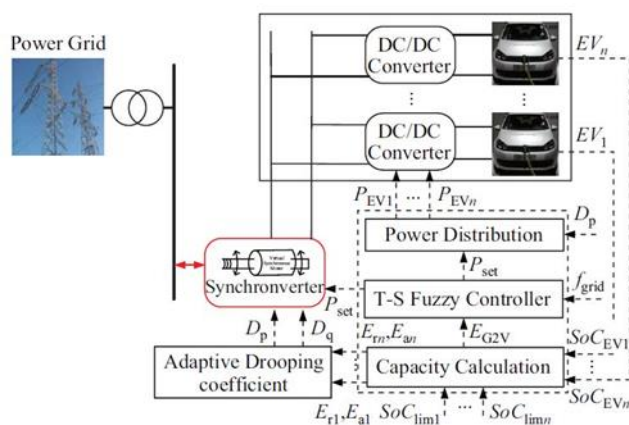 Power Grid
DC/DC
Converter
EVn
DC/DC
Converter
EV1
PEV1 ... PEVn
Power Distribution
Dp
Pset
Synchronverter
Pset
T-S Fuzzy Controller
fgrid
Dp
Dq
Ern,Ean
EG2V
SoCEV1
Adaptive Drooping
coefficient
Capacity Calculation
SoCEVn
Er1,Ea1
SoClim1 ... SoClimn